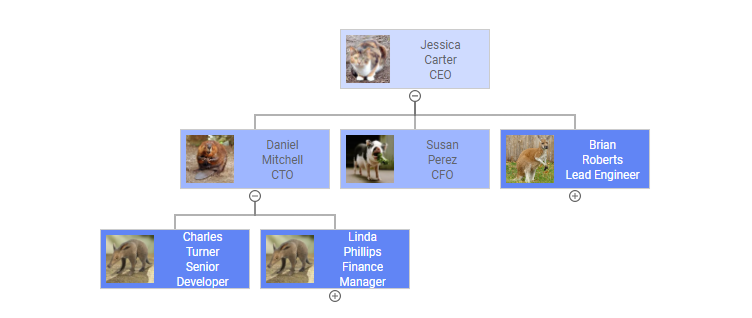 Jessica
Carter
CEO
Daniel
Mitchell
CTO
Susan
Perez
CFO
Brian
Roberts
Lead Engineer
Charles
Turner
Senior
Developer
Linda
Phillips
Finance
Manager